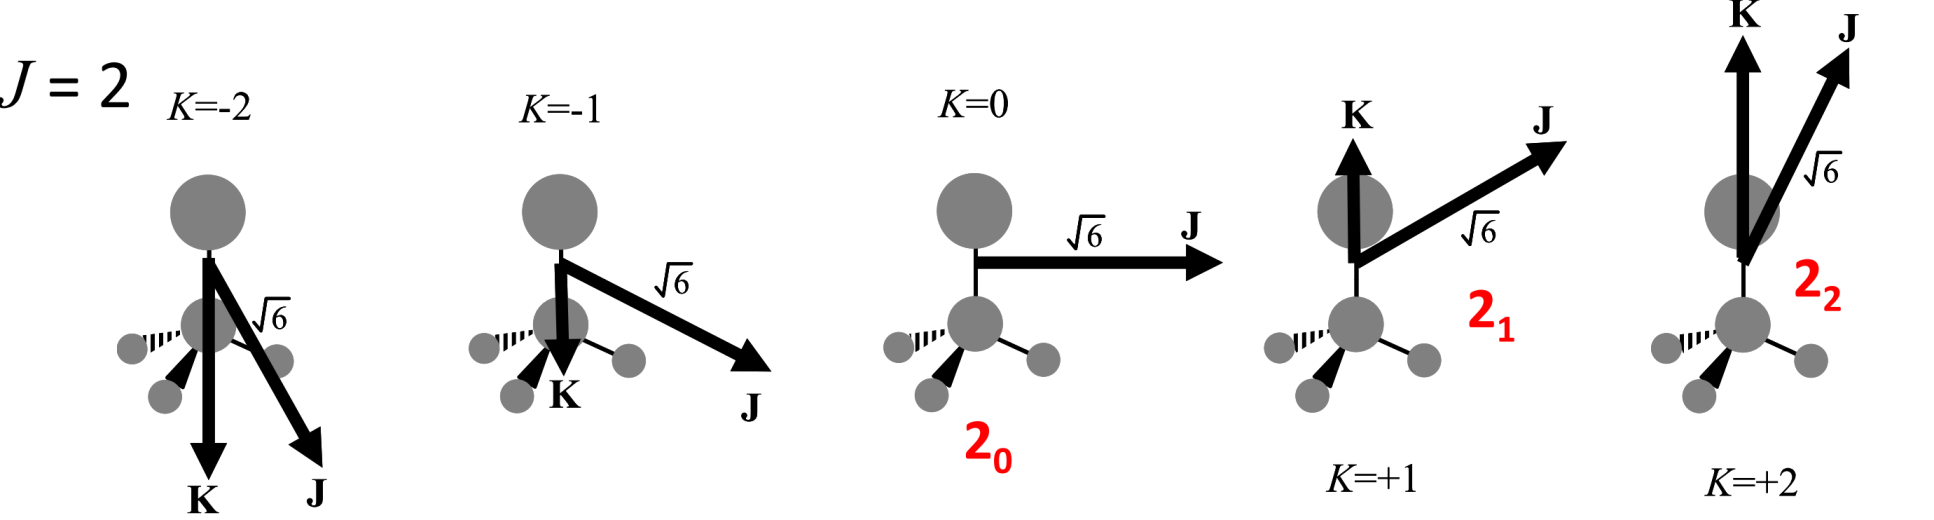 J = 2
K=-2
√6
K
J
K=-1
√6
K
J
K=0
√6
J
2₀
K
J
√6
2₁
K=+1
K
J
√6
2₂
K=+2